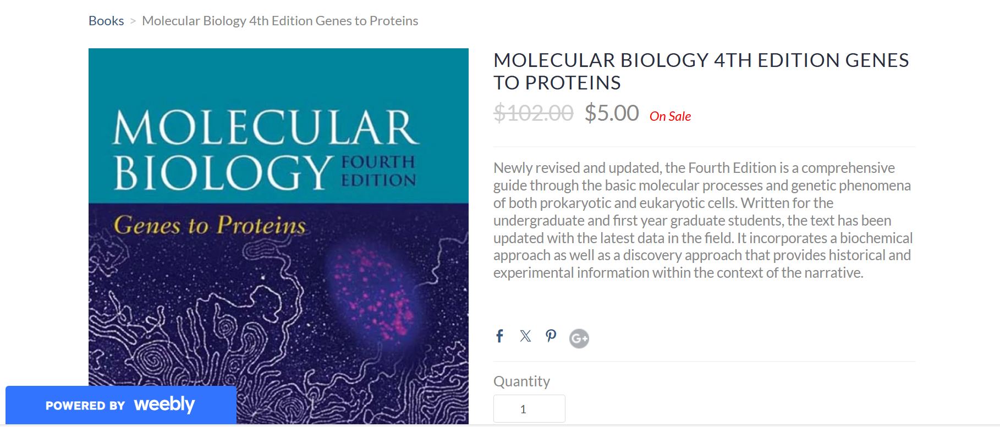 Books > Molecular Biology 4th Edition Genes to Proteins
MOLECULAR
BIOLOGY FOURTH
EDITION
Genes to Proteins
MOLECULAR BIOLOGY 4TH EDITION GENES
TO PROTEINS
$102.00 $5.00 On Sale
Newly revised and updated, the Fourth Edition is a comprehensive
guide through the basic molecular processes and genetic phenomena
of both prokaryotic and eukaryotic cells. Written for the
undergraduate and first year graduate students, the text has been
updated with the latest data in the field. It incorporates a biochemical
approach as well as a discovery approach that provides historical and
experimental information within the context of the narrative.
G+
Quantity
1
POWERED BY weebly